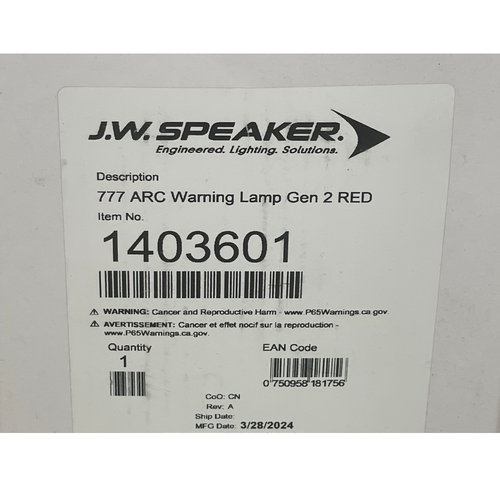 J.W. SPEAKER.
Engineered. Lighting. Solutions.
Description
777 ARC Warning Lamp Gen 2 RED
Item No.
1403601
WARNING: Cancer and Reproductive Harm - www.P65Warnings.ca.gov.
AVERTISSEMENT: Cancer et effet nocif sur la reproduction -
www.P65Warnings.ca.gov.
Quantity
1
EAN Code
0 750958 181756
CoO: CN
Rev: A
Ship Date:
MFG Date: 3/28/2024